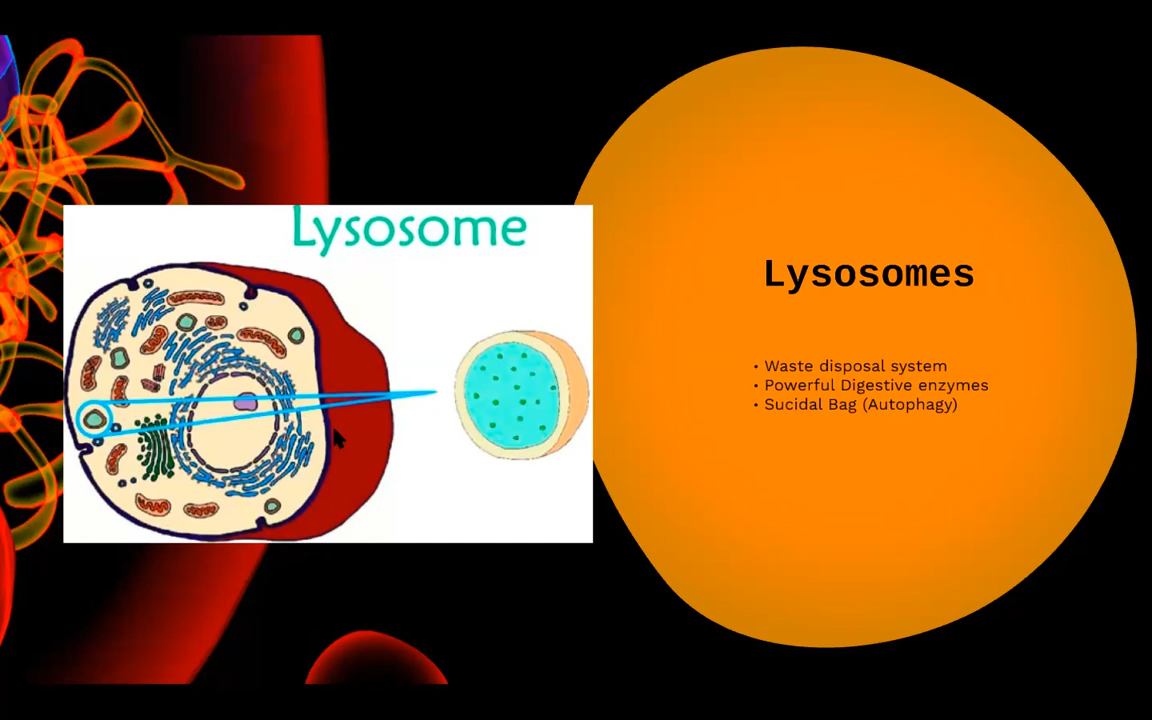 Lysosome
Lysosomes
• Waste disposal system
• Powerful Digestive enzymes
• Sucidal Bag (Autophagy)